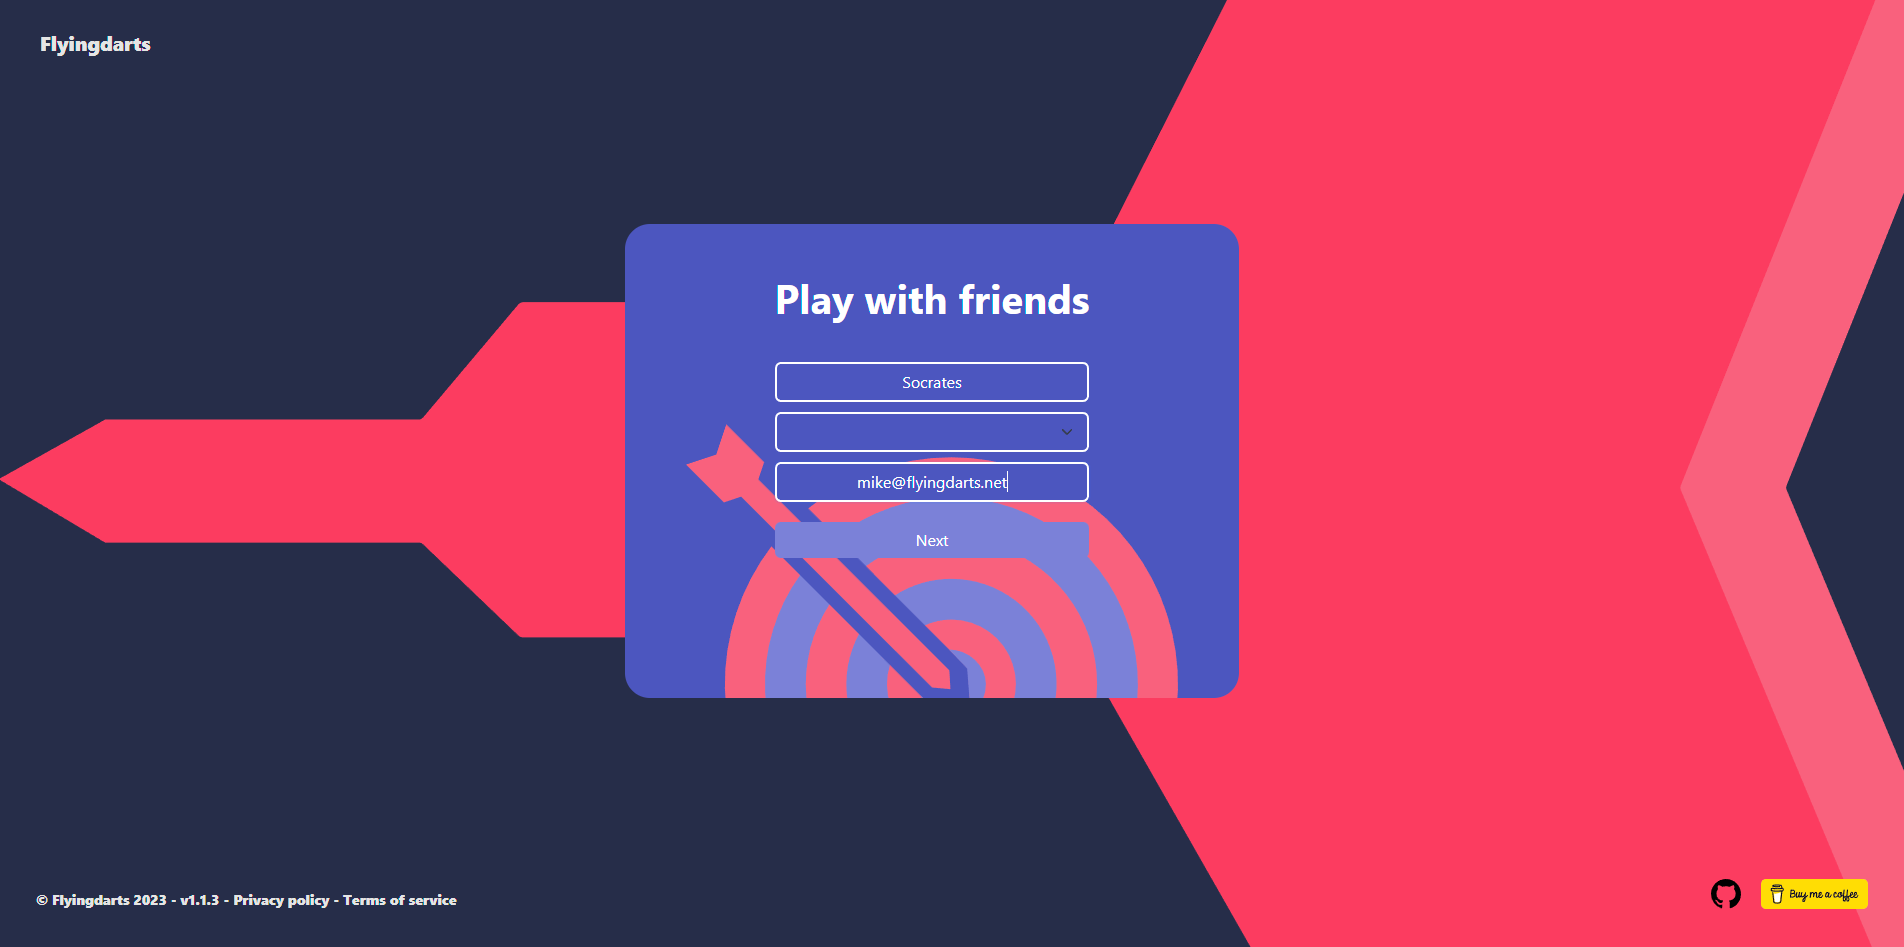 Flyingdarts
Play with friends
Socrates
mike@flyingdarts.net
Next
© Flyingdarts 2023 - v1.1.3 - Privacy policy - Terms of service
Buy me a coffee